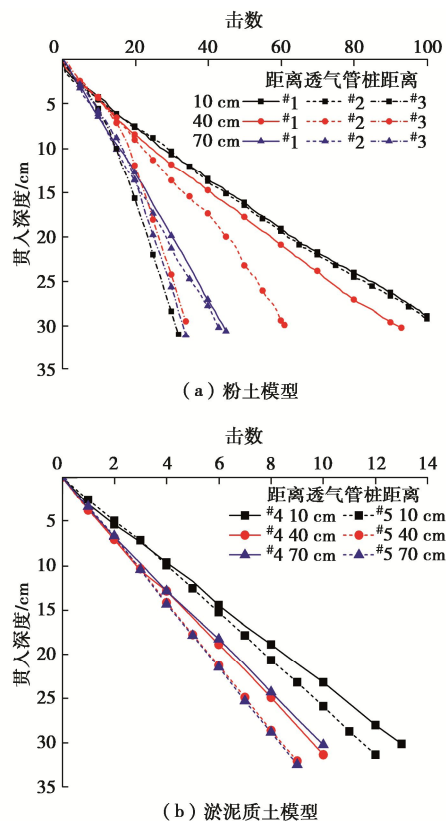 击数
0 20 40 60 80 100
距离透气管桩距离
10 cm #1 #2 #3
40 cm #1 #2 #3
70 cm #1 #2 #3
5
10
15
20
25
30
35
贯入深度/cm
(a)粉土模型
击数
0 2 4 6 8 10 12 14
距离透气管桩距离
#4 10 cm #5 10 cm
#4 40 cm #5 40 cm
#4 70 cm #5 70 cm
5
10
15
20
25
30
35
贯入深度/cm
(b)淤泥质土模型